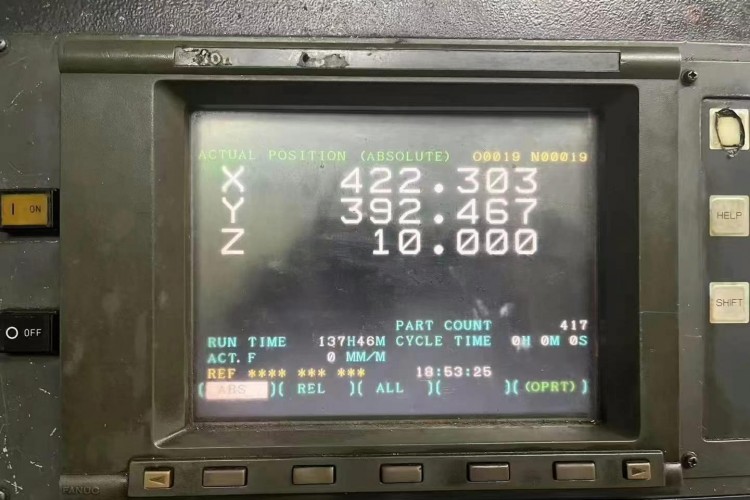 ACTUAL POSITION (ABSOLUTE) O0019 N00019
X 422.303
Y 392.467
Z 10.000
PART COUNT 417
RUN TIME 137H46M CYCLE TIME 0H 0M 0S
ACT.F 0 MM/M
REF **** *** ***  18:53:25
( ABS )( REL )( ALL )( )((OPRT))
I ON
O OFF
HELP
SHIFT
FANUC